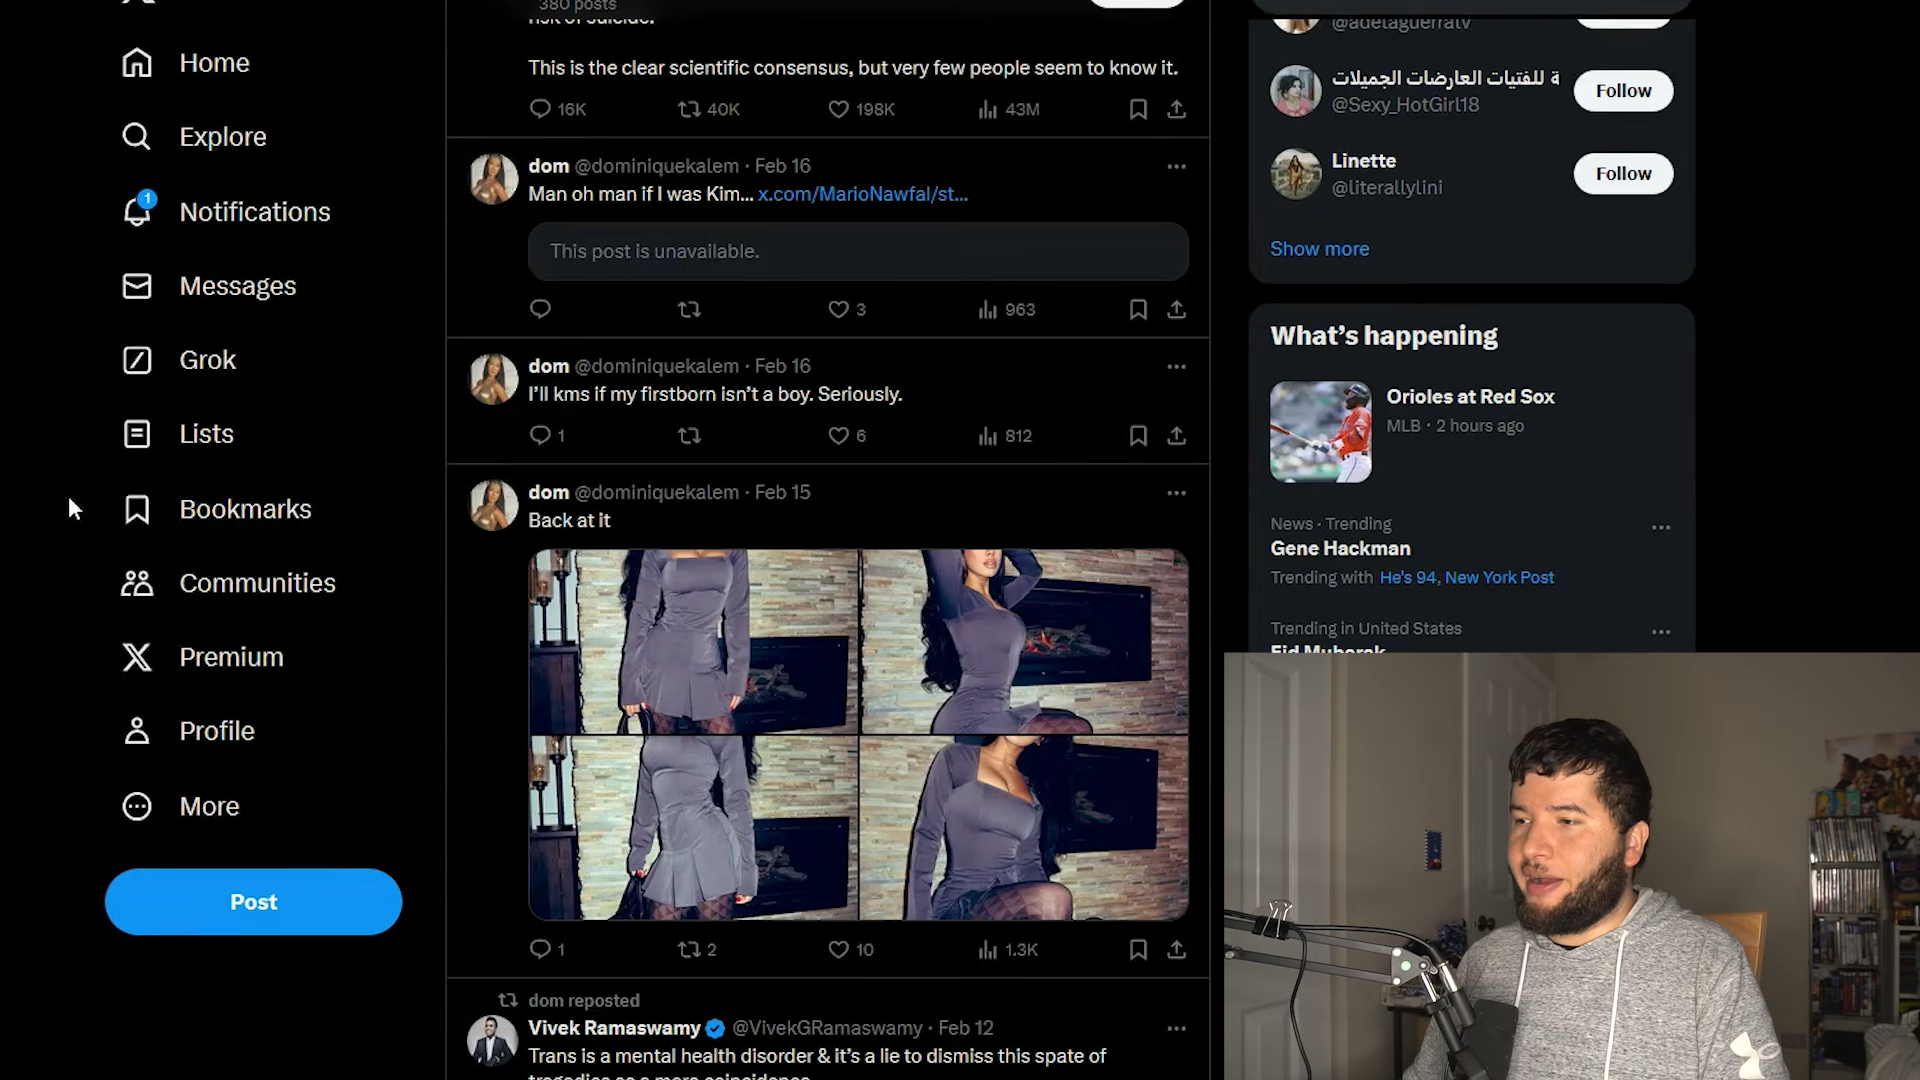 Home
Explore
1
Notifications
Messages
Grok
Lists
Bookmarks
Communities
Premium
Profile
More
Post
380 posts
risk of suicide.
This is the clear scientific consensus, but very few people seem to know it.
16K 40K 198K 43M
dom @dominiquekalem · Feb 16
Man oh man if I was Kim... x.com/MarioNawfal/st...
This post is unavailable.
3 963
dom @dominiquekalem · Feb 16
I'll kms if my firstborn isn't a boy. Seriously.
1 6 812
dom @dominiquekalem · Feb 15
Back at it
1 2 10 1.3K
dom reposted
Vivek Ramaswamy @VivekGRamaswamy · Feb 12
Trans is a mental health disorder & it's a lie to dismiss this spate of
tragedies as a mere coincidence
@adelaguerratv
ة للفتيات العارضات الجميلات
@Sexy_HotGirl18
Follow
Linette
@literallylini
Follow
Show more
What's happening
Orioles at Red Sox
MLB · 2 hours ago
News · Trending
Gene Hackman
Trending with He's 94, New York Post
Trending in United States
Eid Mubarak